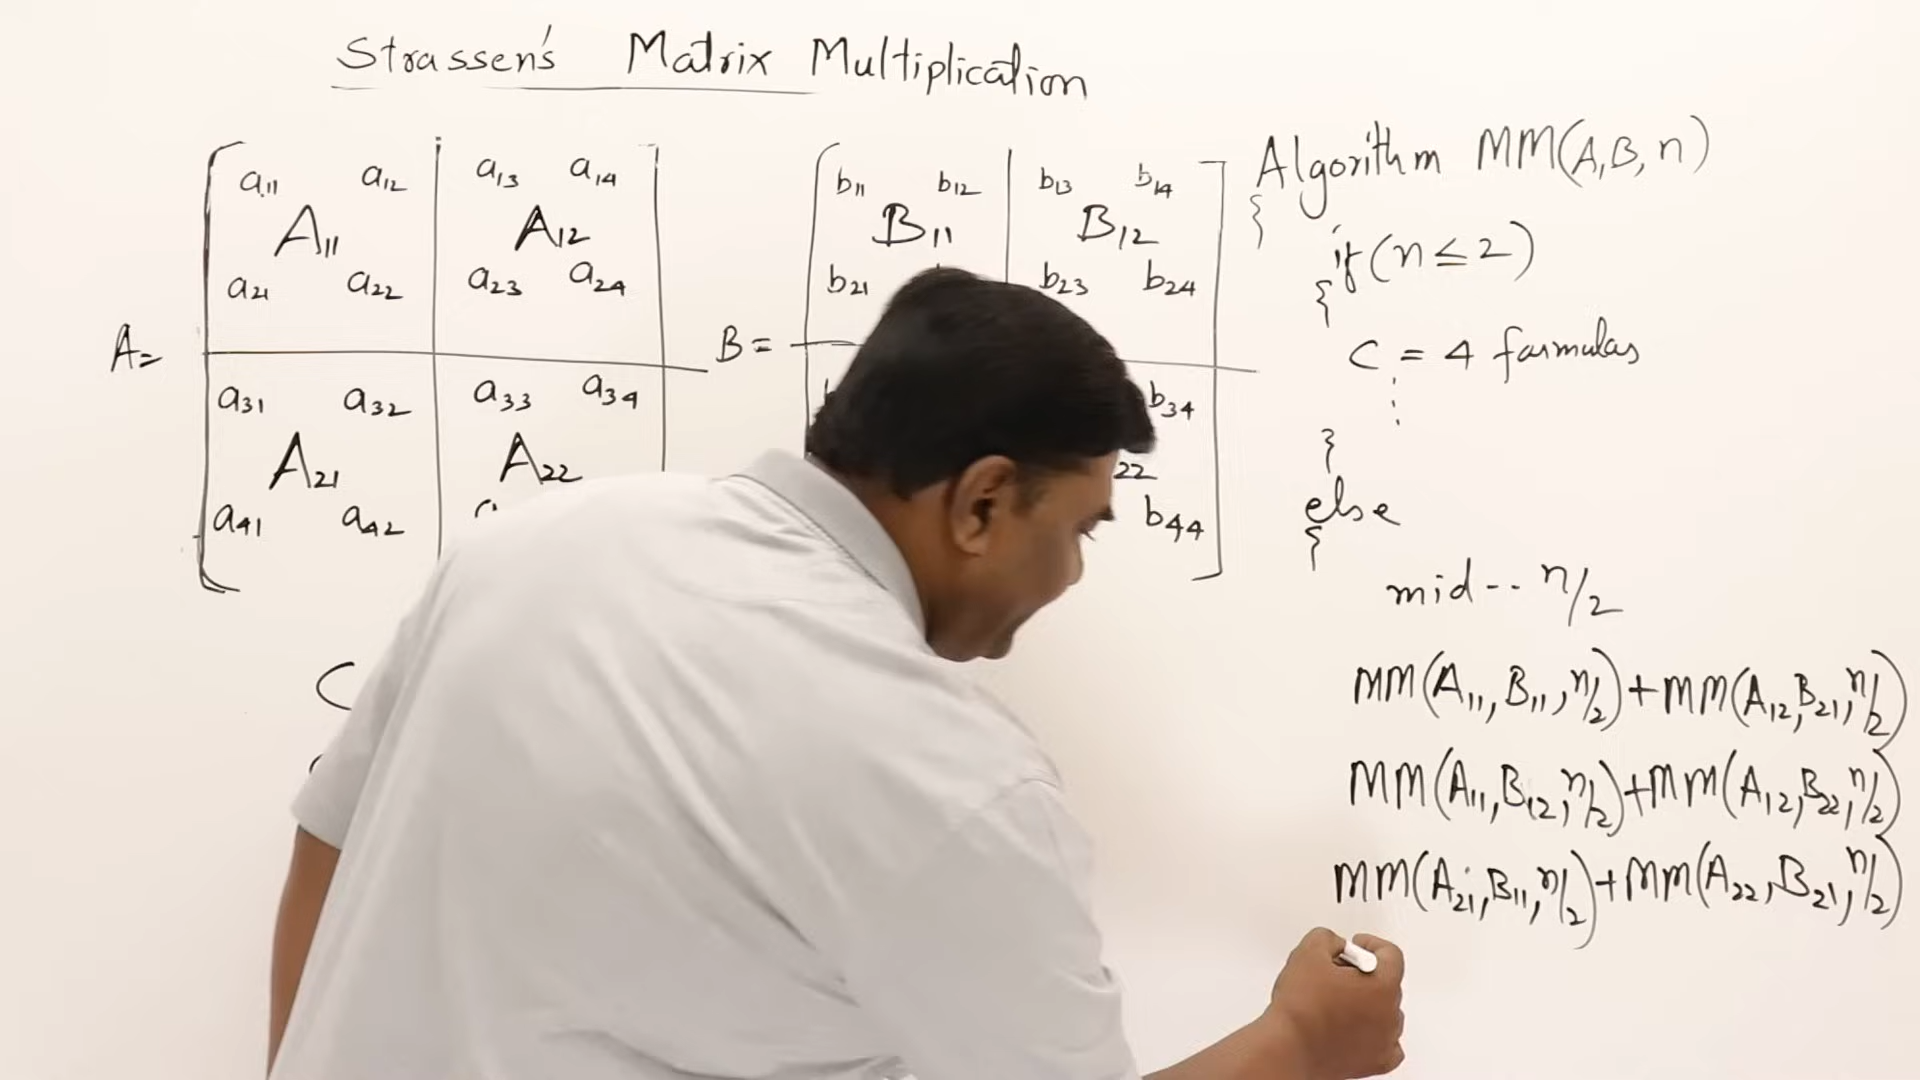 Strassen's Matrix Multiplication
A=
a11 a12 a13 a14
A11 A12
a21 a22 a23 a24
a31 a32 a33 a34
A21 A22
a41 a42
B=
b11 b12 b13 b14
B11 B12
b21 b23 b24
b34
22
b44
C
Algorithm MM(A,B,n)
{
if(n≤2)
{
C = 4 formulas
⋮
}
else
{
mid-- n/2
MM(A11,B11,n/2)+MM(A12,B21,n/2)
MM(A11,B12,n/2)+MM(A12,B22,n/2)
MM(A21,B11,n/2)+MM(A22,B21,n/2)